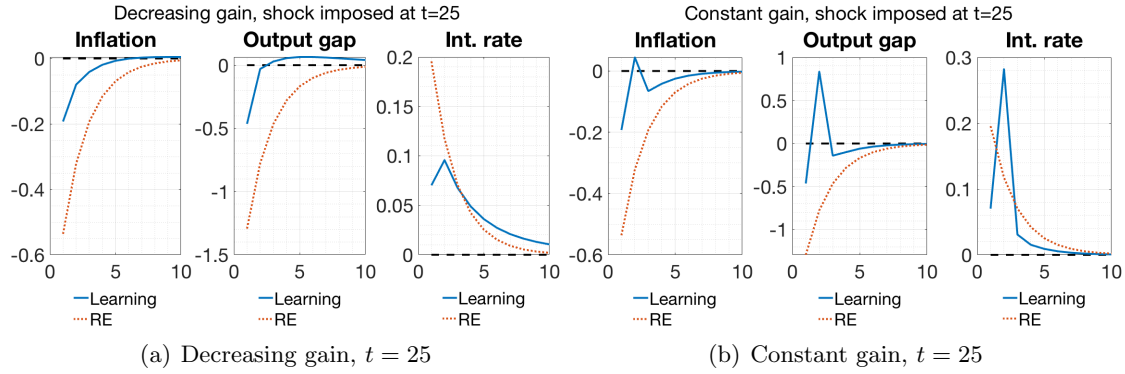 Decreasing gain, shock imposed at t=25
Inflation
Output gap
Int. rate
0
-0.2
-0.4
-0.6
0
5
10
Learning
RE
0
-0.5
-1
-1.5
0
5
10
Learning
RE
0.2
0.15
0.1
0.05
0
0
5
10
Learning
RE
(a) Decreasing gain, t = 25
Constant gain, shock imposed at t=25
Inflation
Output gap
Int. rate
0
-0.2
-0.4
-0.6
0
5
10
Learning
RE
1
0.5
0
-0.5
-1
0
5
10
Learning
RE
0.3
0.2
0.1
0
0
5
10
Learning
RE
(b) Constant gain, t = 25